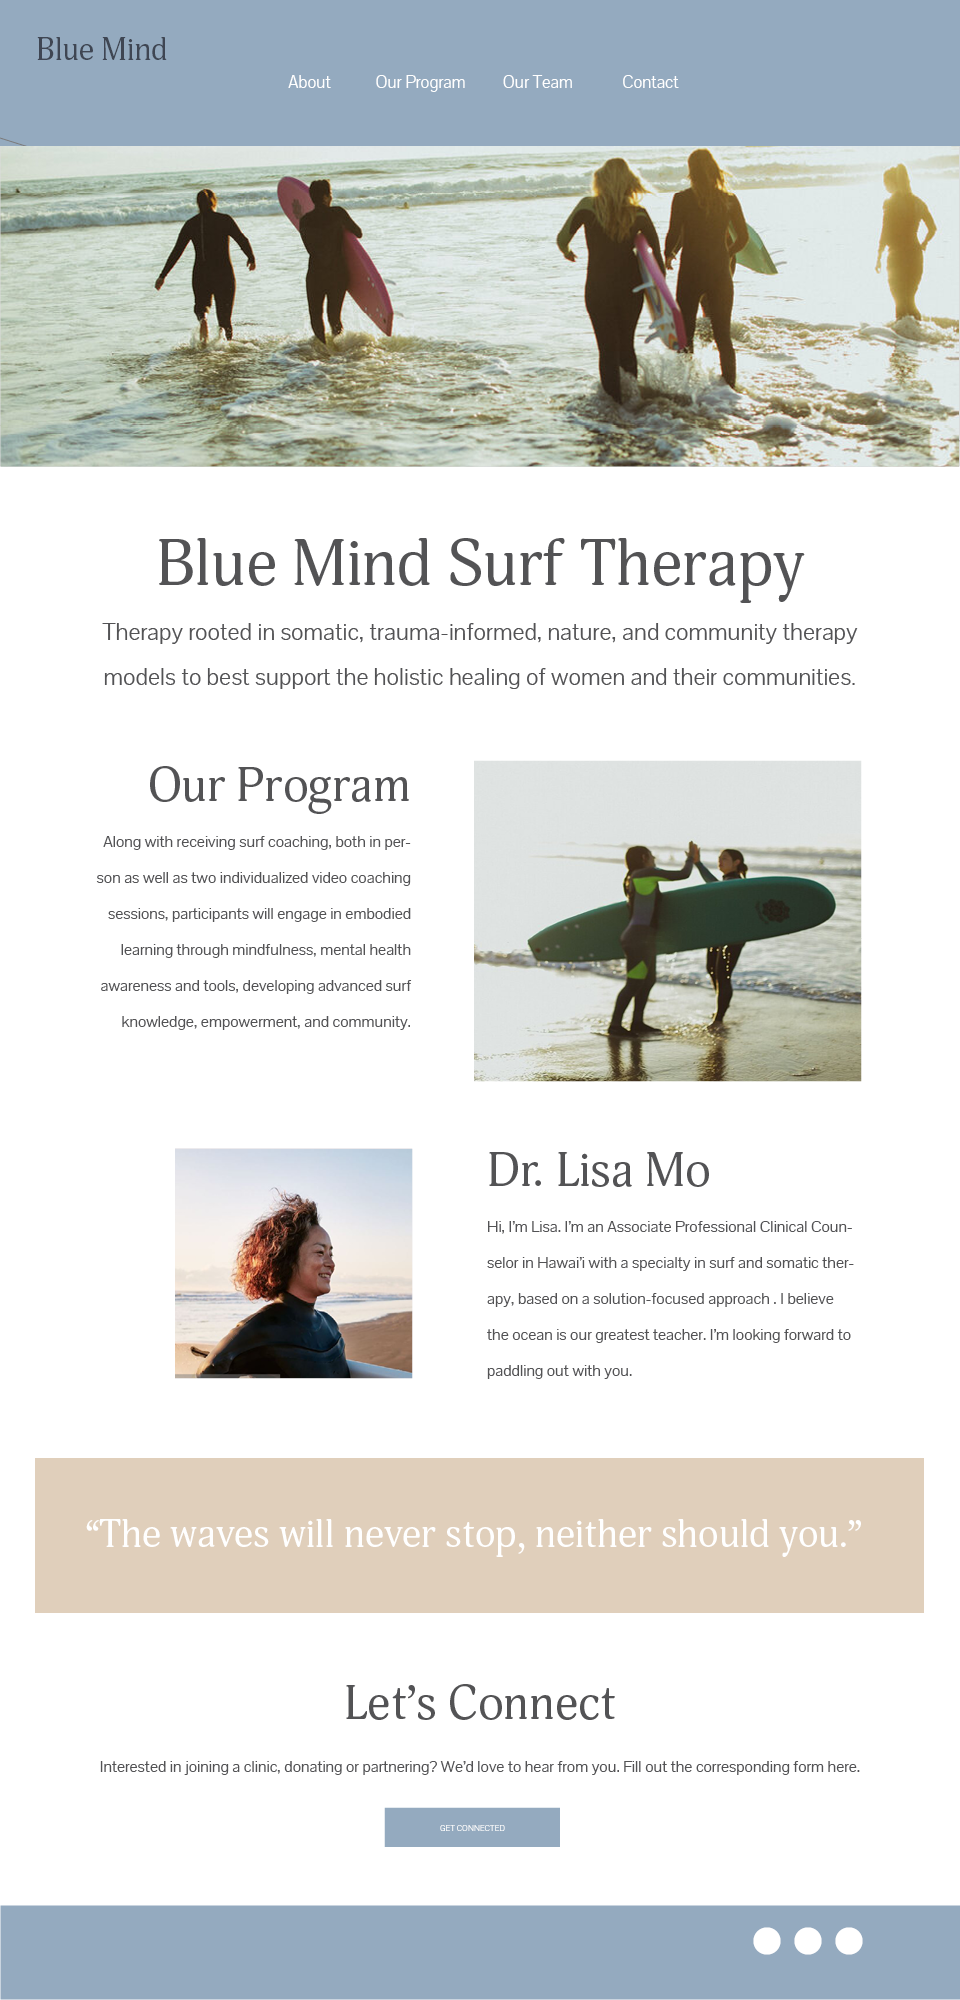 Blue Mind
About Our Program Our Team Contact
Blue Mind Surf Therapy
Therapy rooted in somatic, trauma-informed, nature, and community therapy
models to best support the holistic healing of women and their communities.
Our Program
Along with receiving surf coaching, both in per-
son as well as two individualized video coaching
sessions, participants will engage in embodied
learning through mindfulness, mental health
awareness and tools, developing advanced surf
knowledge, empowerment, and community.
Dr. Lisa Mo
Hi, I’m Lisa. I’m an Associate Professional Clinical Coun-
selor in Hawai’i with a specialty in surf and somatic ther-
apy, based on a solution-focused approach . I believe
the ocean is our greatest teacher. I’m looking forward to
paddling out with you.
“The waves will never stop, neither should you.”
Let’s Connect
Interested in joining a clinic, donating or partnering? We’d love to hear from you. Fill out the corresponding form here.
GET CONNECTED